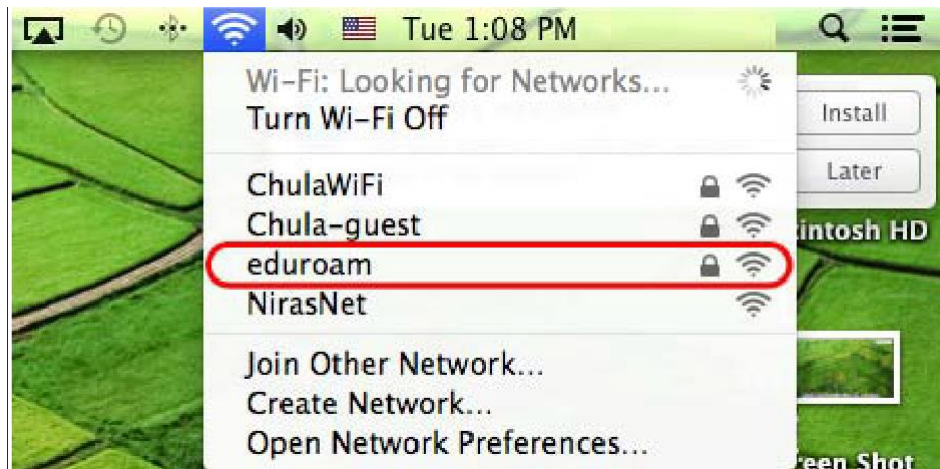 Tue 1:08 PM
Wi-Fi: Looking for Networks...
Turn Wi-Fi Off
Install
Later
ChulaWiFi
Chula-guest
intosh HD
eduroam
NirasNet
Join Other Network...
Create Network...
Open Network Preferences...
reen Shot